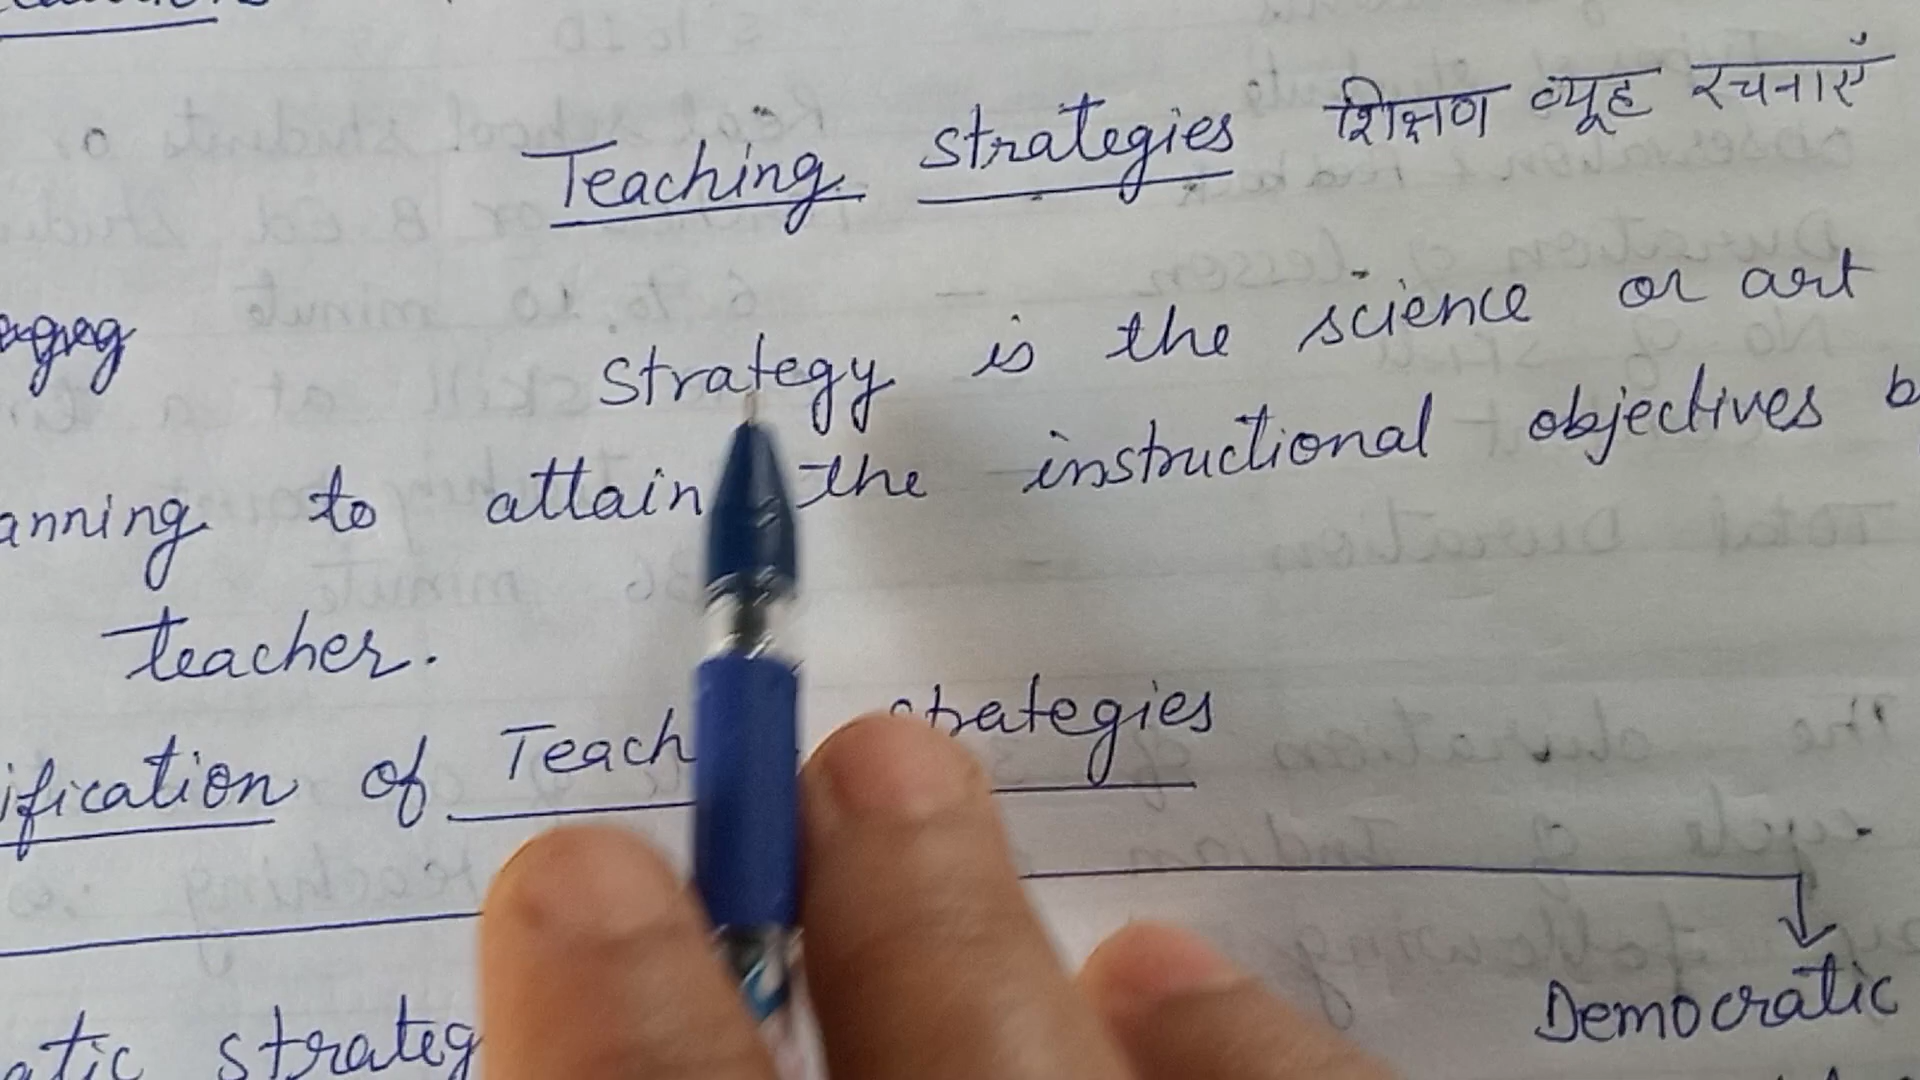 Teaching strategies शिक्षण व्यूह रचनाएँ
Strategy is the science or art
anning to attain the instructional objectives b
teacher.
ification of Teach strategies
Democratic
atic strateg